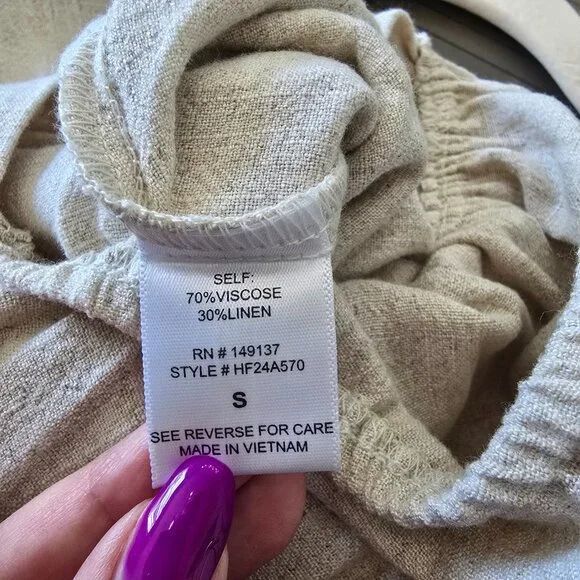 SELF:
70%VISCOSE
30%LINEN
RN # 149137
STYLE # HF24A570
S
SEE REVERSE FOR CARE
MADE IN VIETNAM